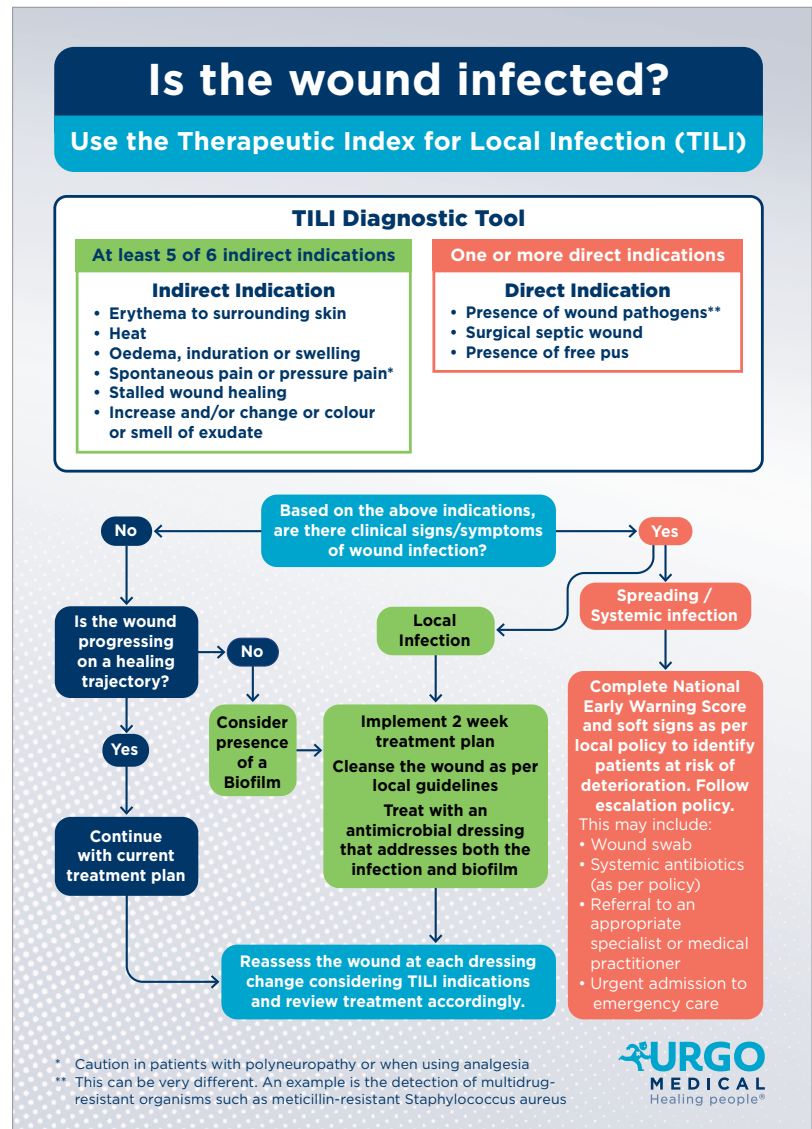 Is the wound infected?
Use the Therapeutic Index for Local Infection (TILI)
TILI Diagnostic Tool
At least 5 of 6 indirect indications
Indirect Indication
• Erythema to surrounding skin
• Heat
• Oedema, induration or swelling
• Spontaneous pain or pressure pain*
• Stalled wound healing
• Increase and/or change or colour
or smell of exudate
One or more direct indications
Direct Indication
• Presence of wound pathogens**
• Surgical septic wound
• Presence of free pus
Based on the above indications,
are there clinical signs/symptoms
of wound infection?
No
Yes
Is the wound
progressing
on a healing
trajectory?
No
Yes
Continue
with current
treatment plan
Consider
presence
of a
Biofilm
Local
Infection
Implement 2 week
treatment plan
Cleanse the wound as per
local guidelines
Treat with an
antimicrobial dressing
that addresses both the
infection and biofilm
Spreading /
Systemic infection
Complete National
Early Warning Score
and soft signs as per
local policy to identify
patients at risk of
deterioration. Follow
escalation policy.
This may include:
• Wound swab
• Systemic antibiotics
(as per policy)
• Referral to an
appropriate
specialist or medical
practitioner
• Urgent admission to
emergency care
Reassess the wound at each dressing
change considering TILI indications
and review treatment accordingly.
* Caution in patients with polyneuropathy or when using analgesia
** This can be very different. An example is the detection of multidrug-
resistant organisms such as meticillin-resistant Staphylococcus aureus
URGO
MEDICAL
Healing people®